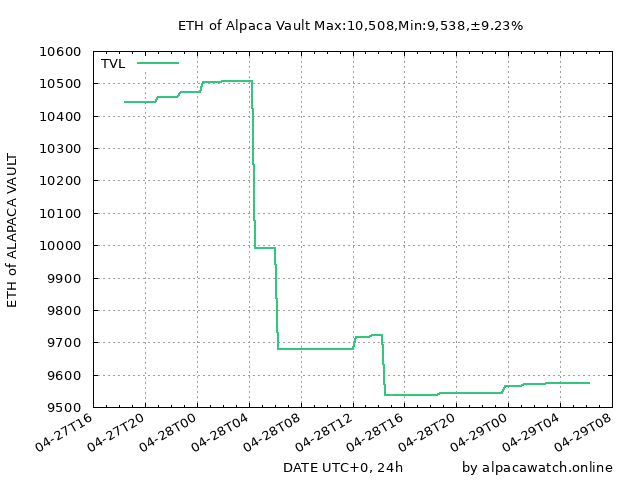 ETH of Alpaca Vault Max:10,508,Min:9,538,±9.23%
TVL
10600
10500
10400
10300
10200
10100
10000
9900
9800
9700
9600
9500
ETH of ALAPACA VAULT
04-27T16
04-27T20
04-28T00
04-28T04
04-28T08
04-28T12
04-28T16
04-28T20
04-29T00
04-29T04
04-29T08
DATE UTC+0, 24h
by alpacawatch.online